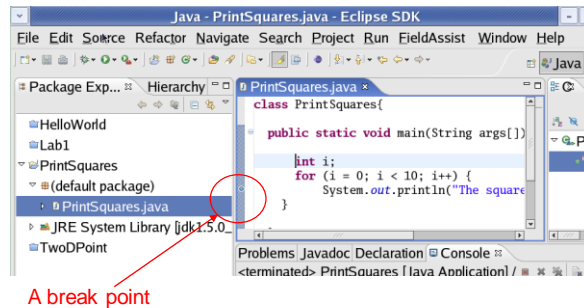 Java - PrintSquares.java - Eclipse SDK
File Edit Source Refactor Navigate Search Project Run FieldAssist Window Help
Java
Package Exp... Hierarchy
PrintSquares.java
HelloWorld
Lab1
PrintSquares
(default package)
PrintSquares.java
JRE System Library [jdk1.5.0_
TwoDPoint
class PrintSquares{
public static void main(String args[])
int i;
for (i = 0; i < 10; i++) {
System.out.println("The square
}
Problems Javadoc Declaration Console
<terminated> PrintSquares [Java Application] /
A break point